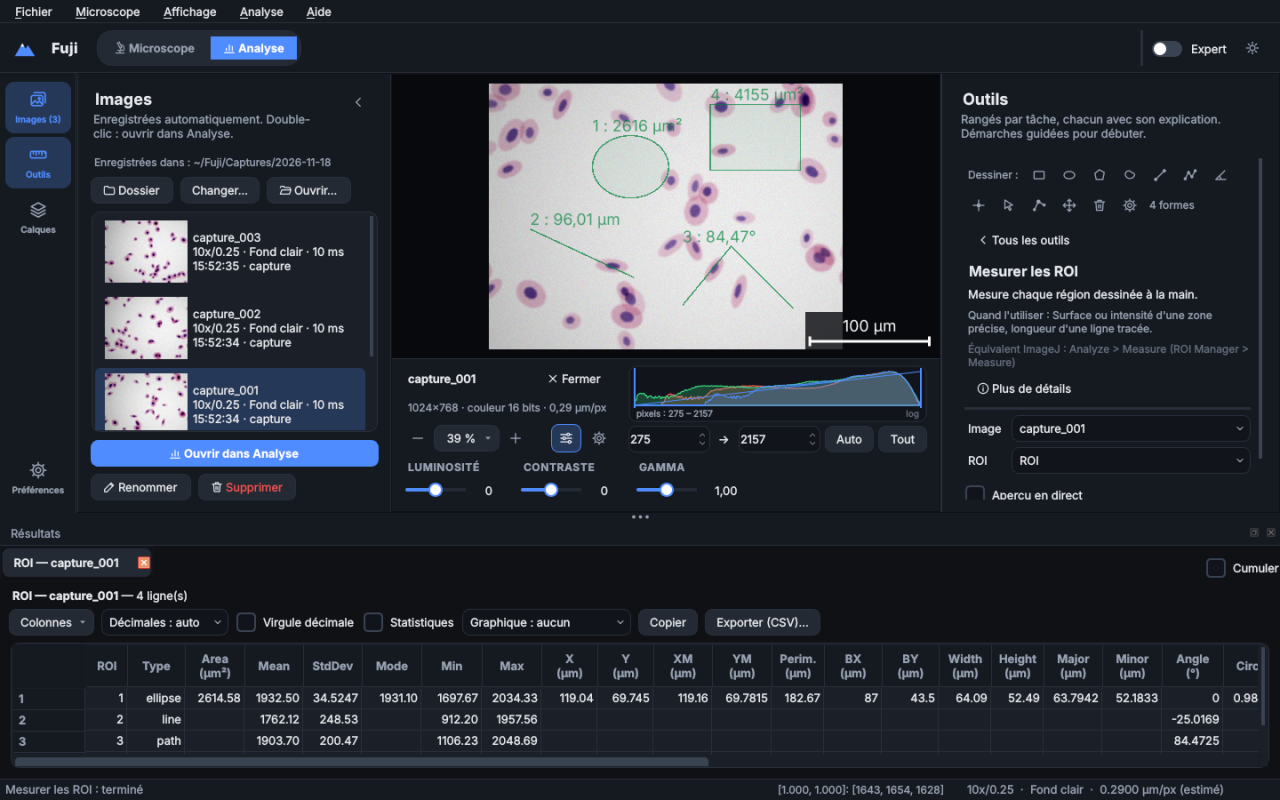 Fichier Microscope Affichage Analyse Aide
Fuji Microscope Analyse Expert
Images (3)
Outils
Calques
Préférences
Images
Enregistrées automatiquement. Double-
clic : ouvrir dans Analyse.
Enregistrées dans : ~/Fuji/Captures/2026-11-18
Dossier Changer... Ouvrir...
capture_003
10x/0.25 · Fond clair · 10 ms
15:52:35 · capture
capture_002
10x/0.25 · Fond clair · 10 ms
15:52:34 · capture
capture_001
10x/0.25 · Fond clair · 10 ms
15:52:34 · capture
Ouvrir dans Analyse
Renommer Supprimer
4 : 4155 µm²
1 : 2616 µm²
2 : 96,01 µm
3 : 84,47°
100 µm
capture_001 Fermer
1024×768 · couleur 16 bits · 0,29 µm/px
pixels : 275 – 2157 log
39 % 275 → 2157 Auto Tout
LUMINOSITÉ CONTRASTE GAMMA
0 0 1,00
Outils
Rangés par tâche, chacun avec son explication.
Démarches guidées pour débuter.
Dessiner :
4 formes
Tous les outils
Mesurer les ROI
Mesure chaque région dessinée à la main.
Quand l'utiliser : Surface ou intensité d'une zone
précise, longueur d'une ligne tracée.
Équivalent ImageJ : Analyze > Measure (ROI Manager >
Measure)
Plus de détails
Image capture_001
ROI ROI
Aperçu en direct
Résultats
ROI — capture_001
Cumuler
ROI — capture_001 — 4 ligne(s)
Colonnes Décimales : auto Virgule décimale Statistiques Graphique : aucun Copier Exporter (CSV)...
ROI Type Area (µm²) Mean StdDev Mode Min Max X (µm) Y (µm) XM (µm) YM (µm) Perim. (µm) BX (µm) BY (µm) Width (µm) Height (µm) Major (µm) Minor (µm) Angle (°) Circ
1 1 ellipse 2614.58 1932.50 34.5247 1931.10 1697.67 2034.33 119.04 69.745 119.16 69.7815 182.67 87 43.5 64.09 52.49 63.7942 52.1833 0 0.98
2 2 line 1762.12 248.53 912.20 1957.56 -25.0169
3 3 path 1903.70 200.47 1106.23 2048.69 84.4725
Mesurer les ROI : terminé [1.000, 1.000]: [1643, 1654, 1628] 10x/0.25 · Fond clair · 0.2900 µm/px (estimé)